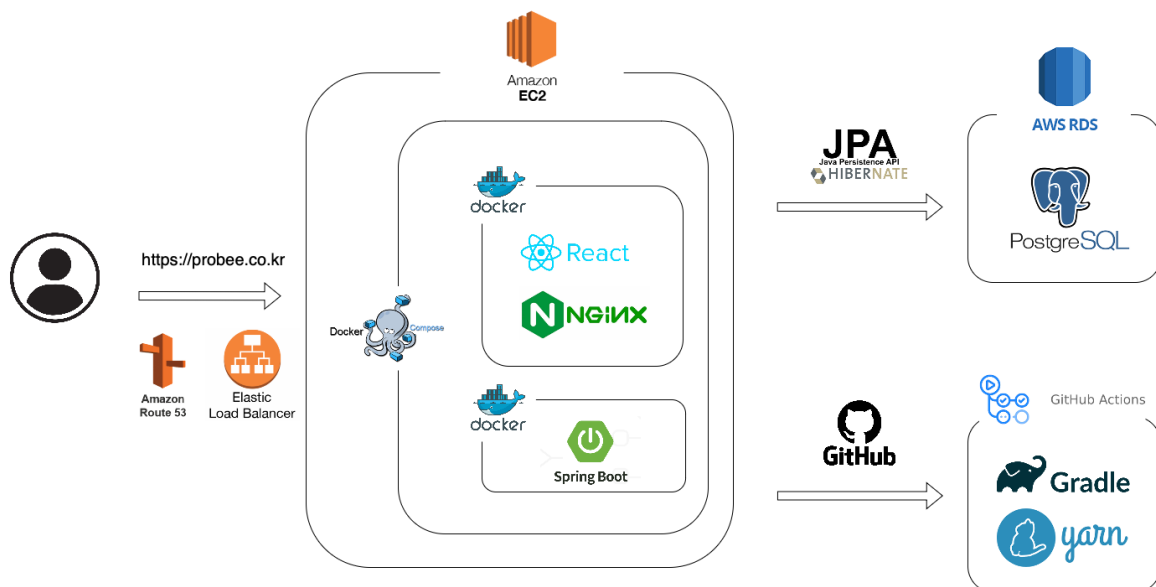 Amazon
EC2
AWS RDS
JPA
Java Persistence API
HIBERNATE
docker
PostgreSQL
React
https://probee.co.kr
NGINX
Docker
Compose
Amazon
Route 53
Elastic
Load Balancer
docker
GitHub Actions
GitHub
Spring Boot
Gradle
yarn